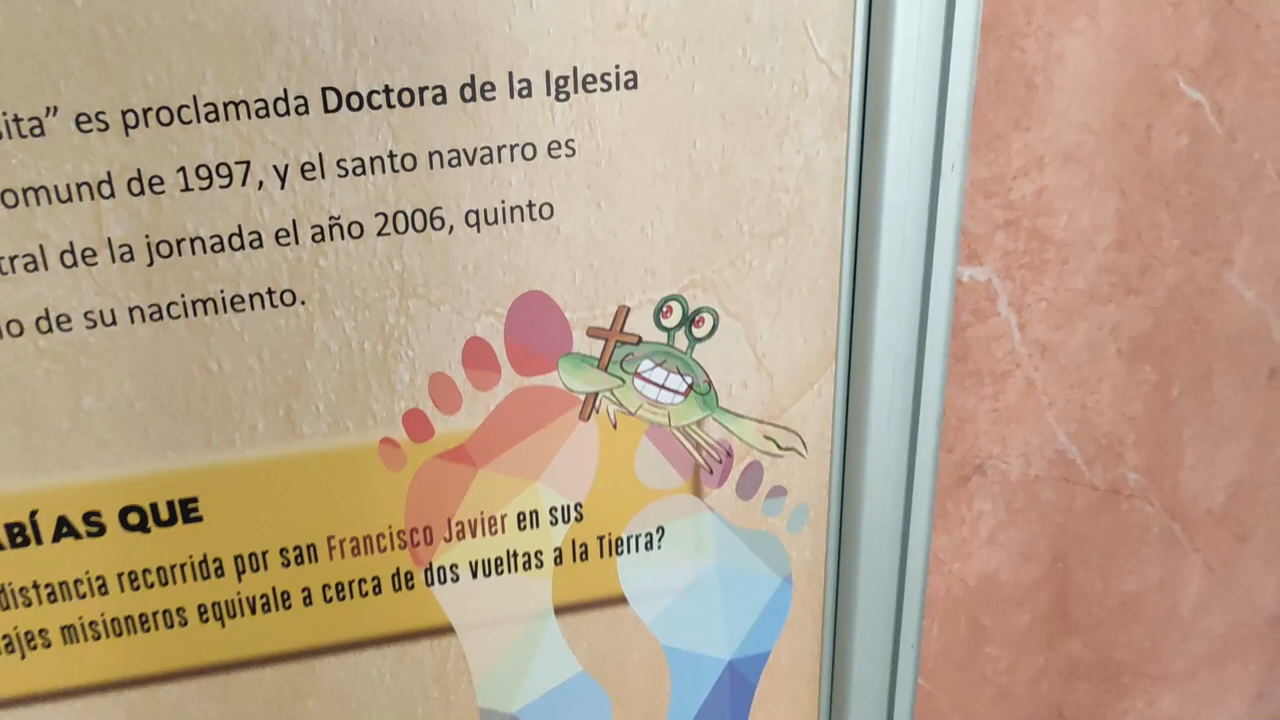 ita” es proclamada Doctora de la Iglesia
omund de 1997, y el santo navarro es
tral de la jornada el año 2006, quinto
io de su nacimiento.
BÍAS QUE
distancia recorrida por san Francisco Javier en sus
ajes misioneros equivale a cerca de dos vueltas a la Tierra?